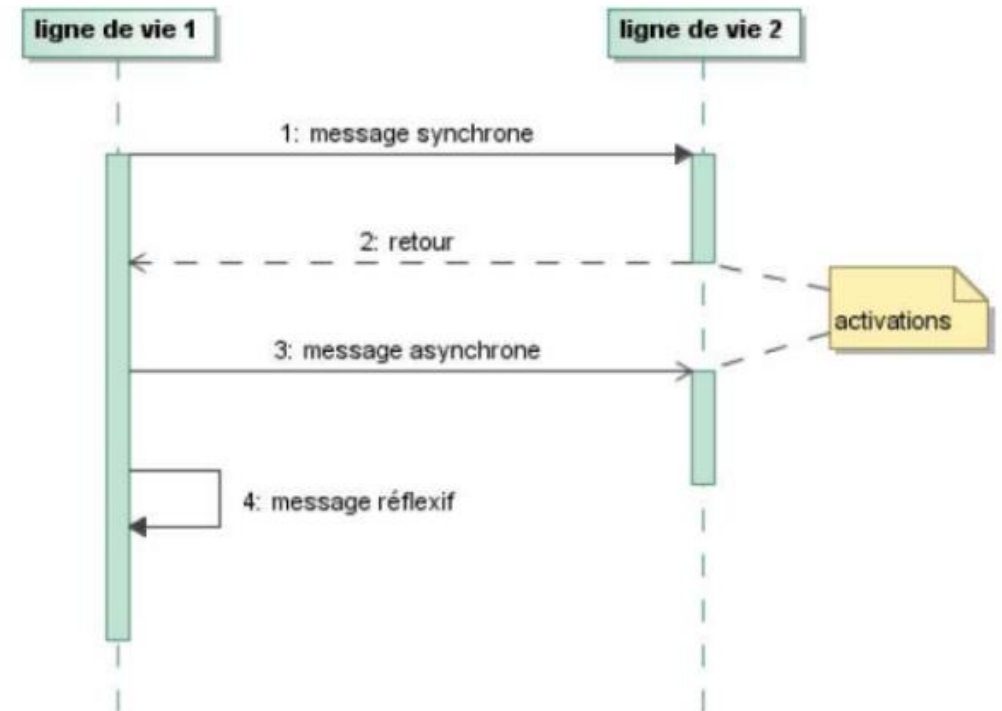 ligne de vie 1
ligne de vie 2
1: message synchrone
2: retour
activations
3: message asynchrone
4: message réflexif